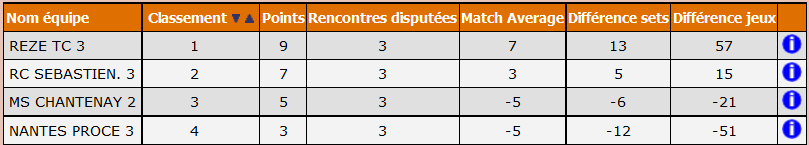 Nom équipe Classement Points Rencontres disputées Match Average Différence sets Différence jeux
REZE TC 3 1 9 3 7 13 57
RC SEBASTIEN. 3 2 7 3 3 5 15
MS CHANTENAY 2 3 5 3 -5 -6 -21
NANTES PROCE 3 4 3 3 -5 -12 -51